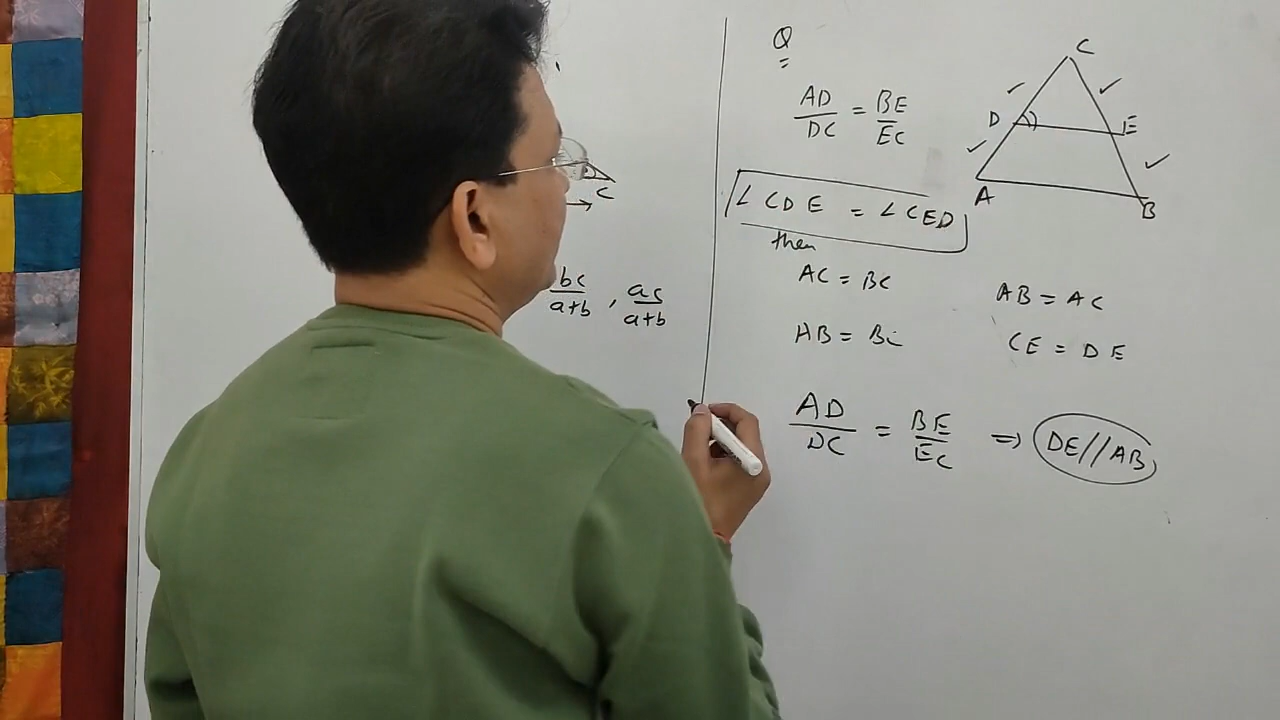 C
bc/a+b , ac/a+b
Q
AD/DC = BE/EC
C
D E
A B
∠CDE = ∠CED
then
AC = BC
AB = AC
AB = BC
CE = DE
AD/DC = BE/EC ⇒ DE//AB